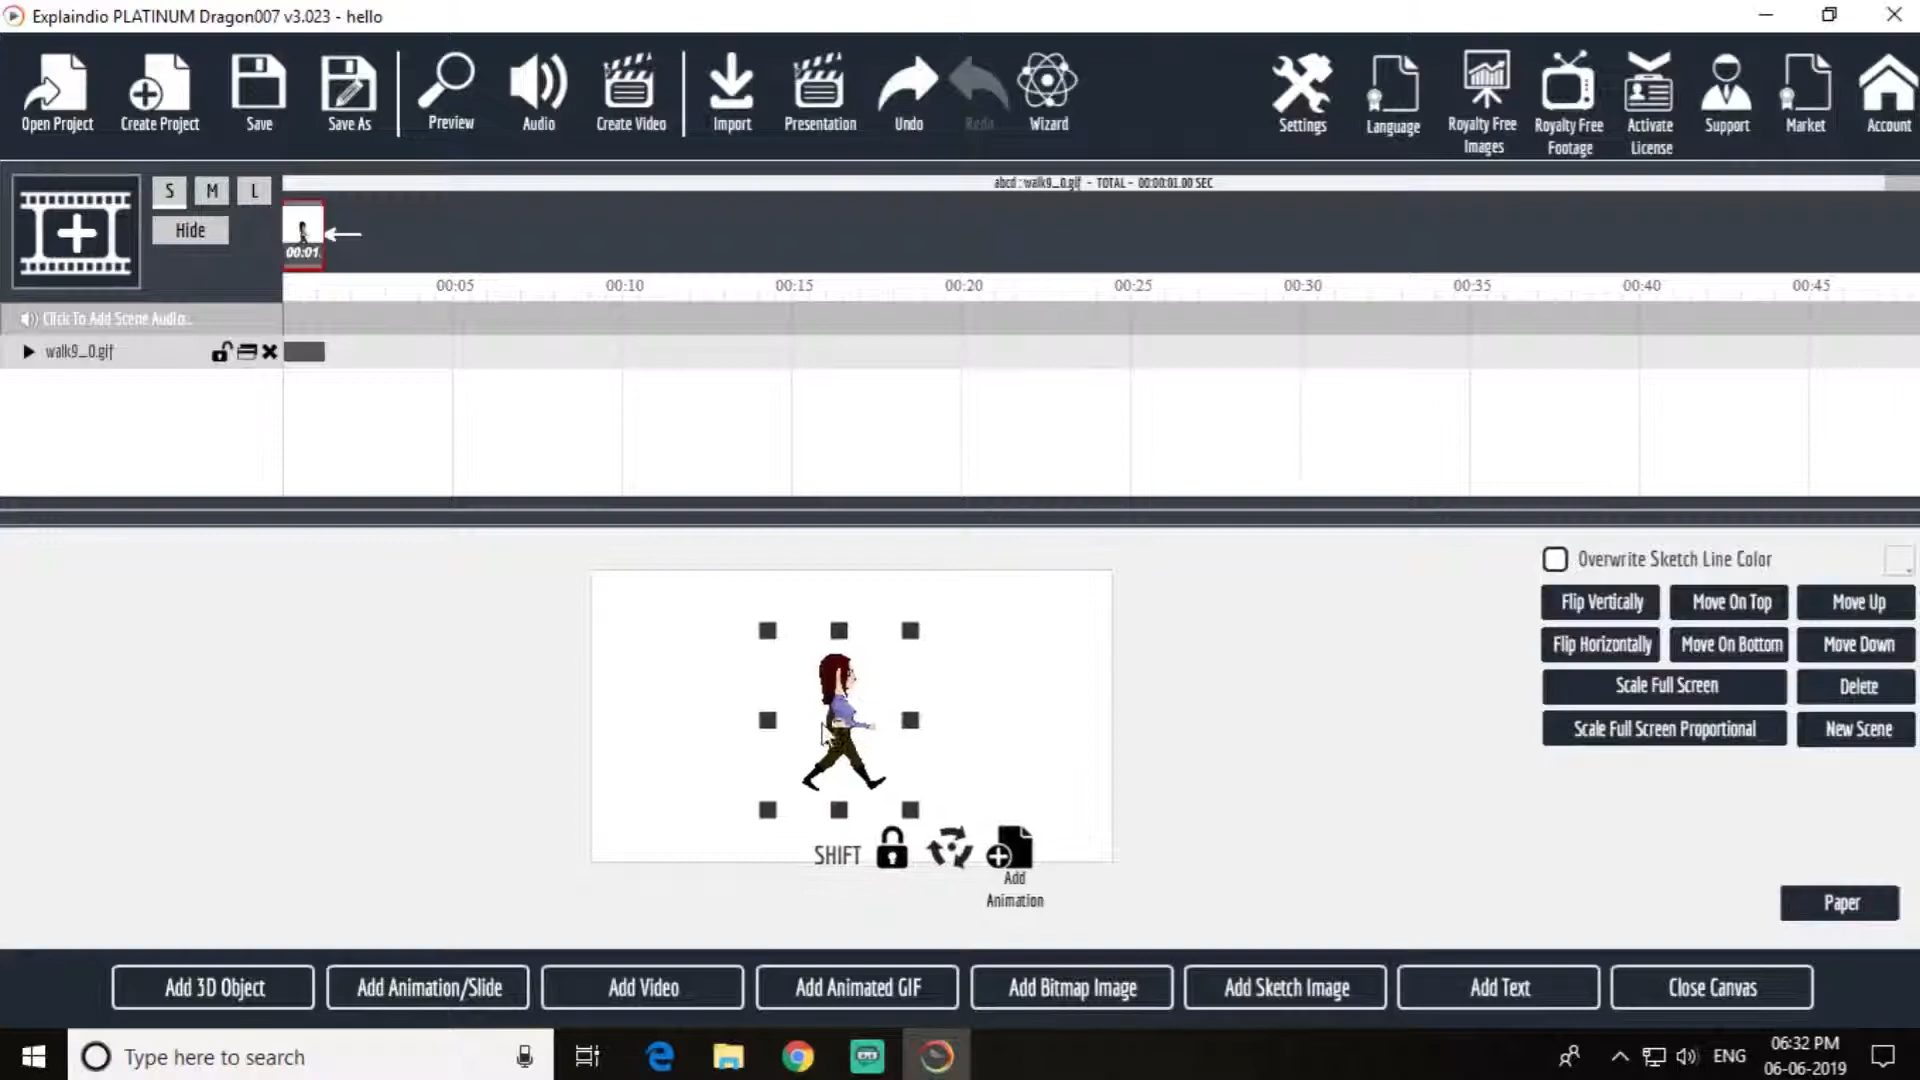 Explaindio PLATINUM Dragon007 v3.023 - hello
Open Project
Create Project
Save
Save As
Preview
Audio
Create Video
Import
Presentation
Undo
Redo
Wizard
Settings
Language
Royalty Free Images
Royalty Free Footage
Activate License
Support
Market
Account
S M L
abcd : walk9_0.gif - TOTAL - 00:00:01.00 SEC
Hide
00:01.
00:05 00:10 00:15 00:20 00:25 00:30 00:35 00:40 00:45
Click To Add Scene Audio...
walk9_0.gif
Overwrite Sketch Line Color
Flip Vertically Move On Top Move Up
Flip Horizontally Move On Bottom Move Down
Scale Full Screen Delete
Scale Full Screen Proportional New Scene
SHIFT
Add
Animation
Paper
Add 3D Object Add Animation/Slide Add Video Add Animated GIF Add Bitmap Image Add Sketch Image Add Text Close Canvas
Type here to search
ENG
06:32 PM
06-06-2019